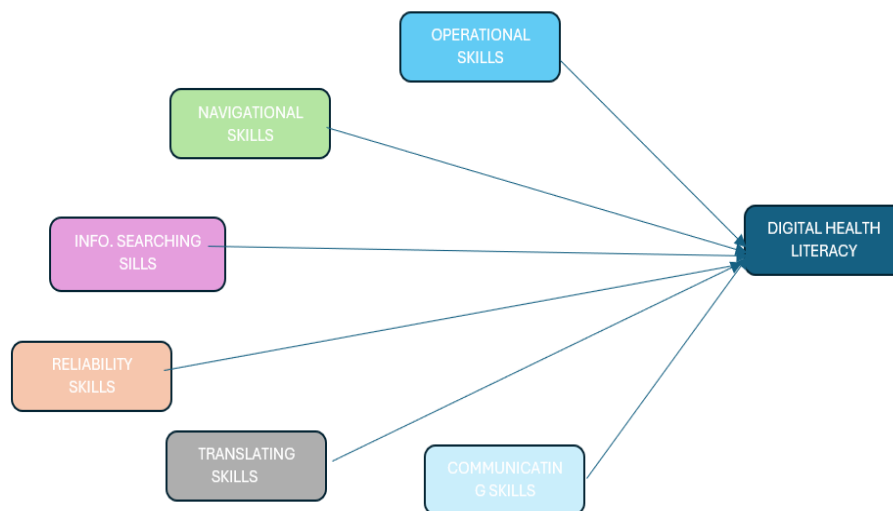 OPERATIONAL
SKILLS
NAVIGATIONAL
SKILLS
INFO. SEARCHING
SILLS
DIGITAL HEALTH
LITERACY
RELIABILITY
SKILLS
TRANSLATING
SKILLS
COMMUNICATIN
G SKILLS